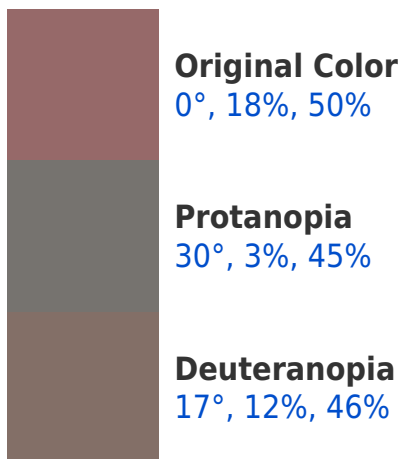 Original Color
0°, 18%, 50%
Protanopia
30°, 3%, 45%
Deuteranopia
17°, 12%, 46%